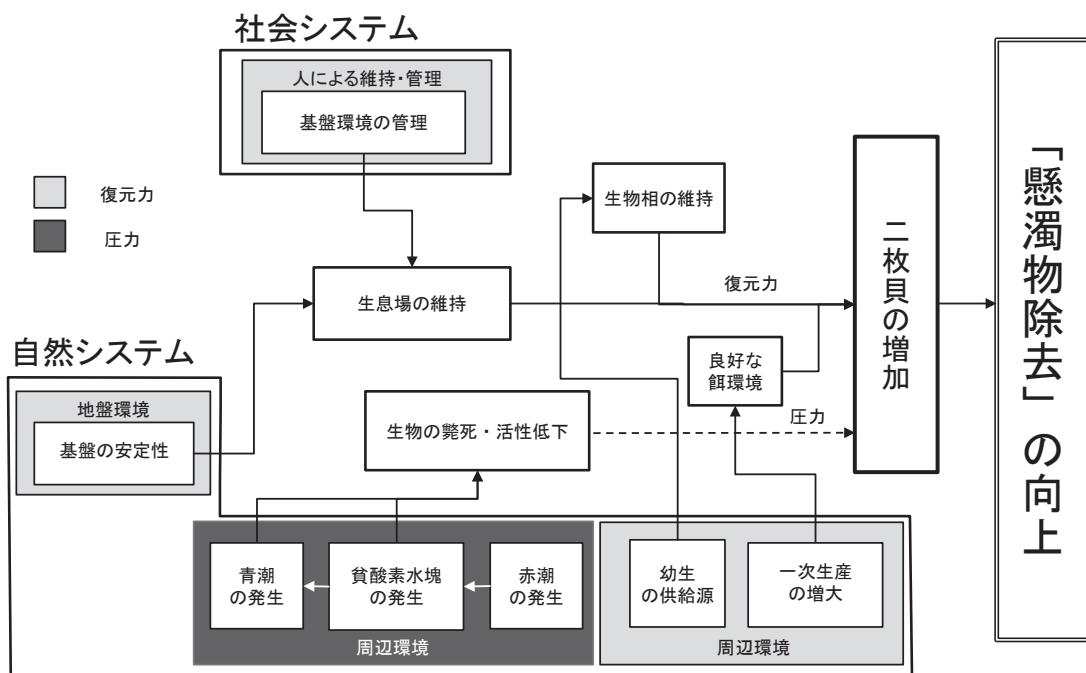 社会システム
人による維持・管理
基盤環境の管理
復元力
圧力
生物相の維持
生息場の維持
復元力
二枚貝の増加
「懸濁物除去」の向上
自然システム
地盤環境
基盤の安定性
良好な
餌環境
生物の斃死・活性低下
圧力
青潮
の発生
貧酸素水塊
の発生
赤潮
の発生
周辺環境
幼生
の供給源
一次生産
の増大
周辺環境